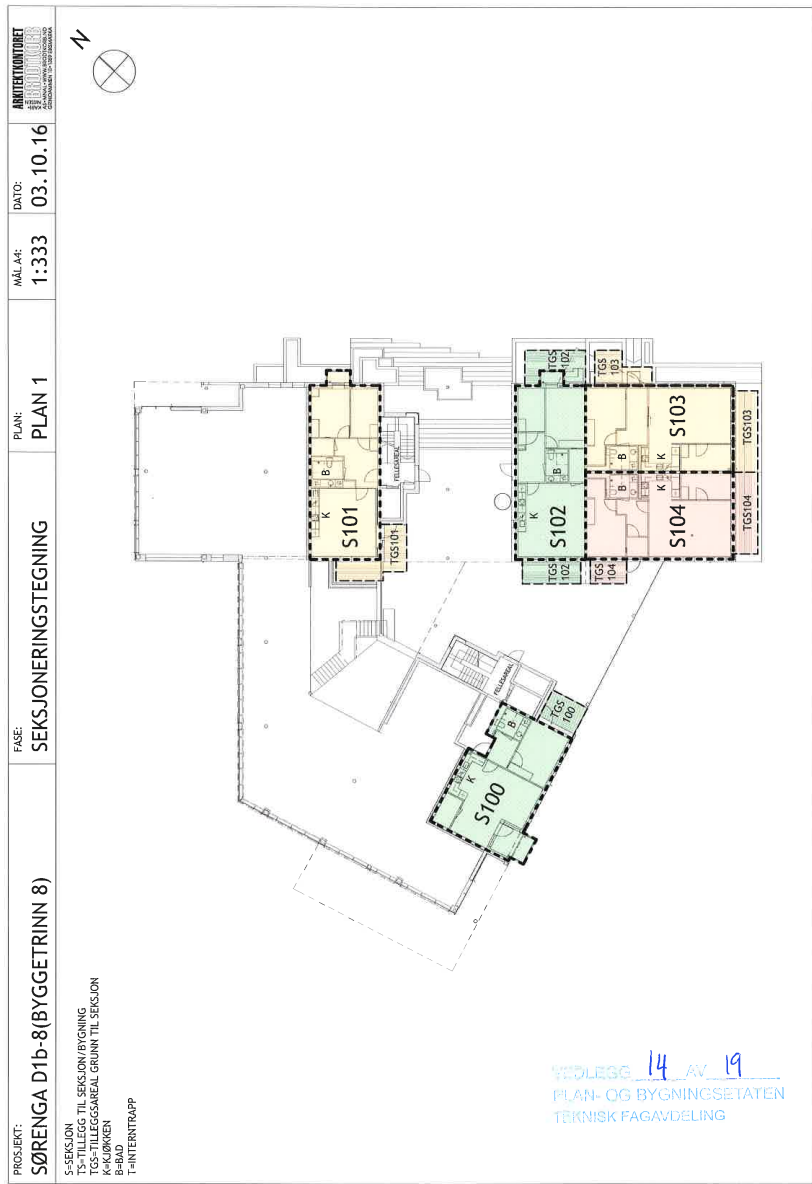 PROSJEKT:
SØRENGA D1b-8(BYGGETRINN 8)
FASE:
SEKSJONERINGSTEGNING
PLAN:
PLAN 1
MÅL A4:
1:333
DATO:
03.10.16
ARKITEKTKONTORET
N
S=SEKSJON
TS=TILLEGG TIL SEKSJON/BYGNING
TGS=TILLEGGSAREAL GRUNN TIL SEKSJON
K=KJØKKEN
B=BAD
T=INTERNTRAPP
S101
K
B
TGS101
FELLESAREAL
S102
K
B
TGS
102
TGS
102
S103
K
B
TGS
103
TGS103
S104
K
B
TGS
104
TGS104
S100
K
B
TGS
100
FELLESAREAL
VEDLEGG 14 AV 19
PLAN- OG BYGNINGSETATEN
TEKNISK FAGAVDELING